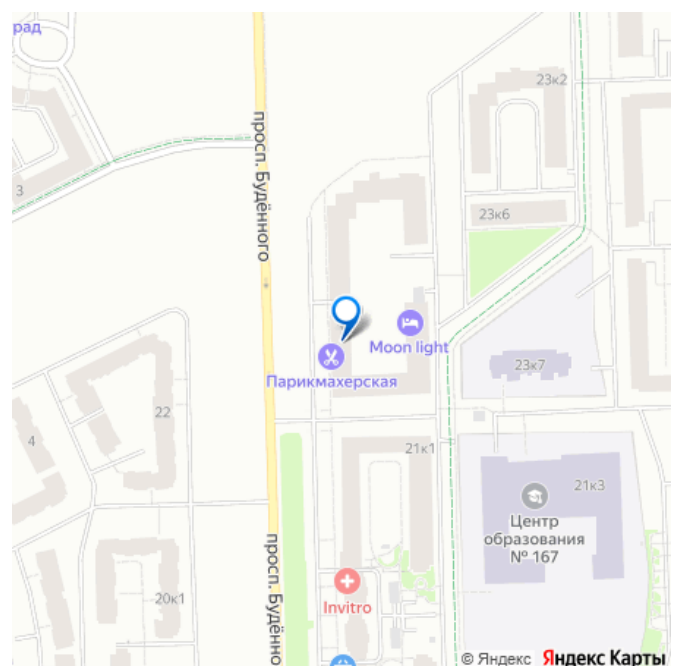 рад
23к2
просп. Будённого
3
23к6
Moon light
Парикмахерская
23к7
22
4
21к1
21к3
Центр
образования
№ 167
просп. Будённо
Invitro
20к1
© Яндекс Яндекс Карты